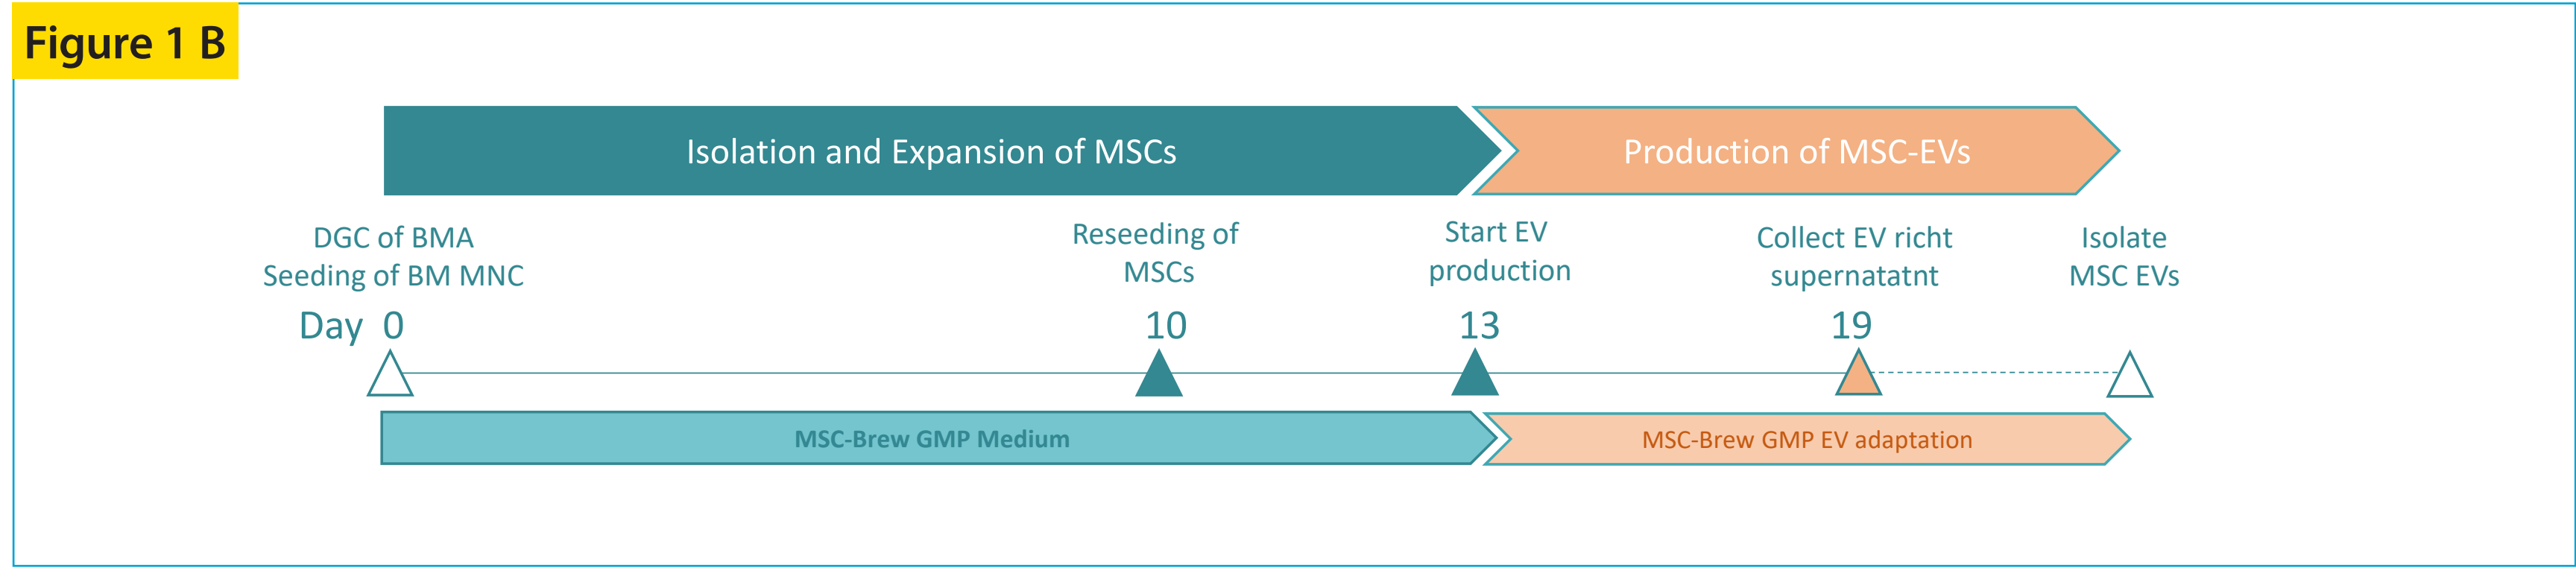 Figure 1 B
Isolation and Expansion of MSCs
Production of MSC-EVs
DGC of BMA
Seeding of BM MNC
Reseeding of
MSCs
Start EV
production
Collect EV richt
supernatatnt
Isolate
MSC EVs
Day 0
10
13
19
MSC-Brew GMP Medium
MSC-Brew GMP EV adaptation